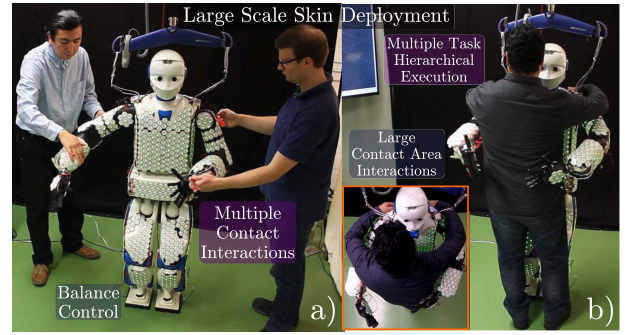 Large Scale Skin Deployment
Multiple Task
Hierarchical
Execution
Large
Contact Area
Interactions
Multiple
Contact
Interactions
Balance
Control
a)
b)